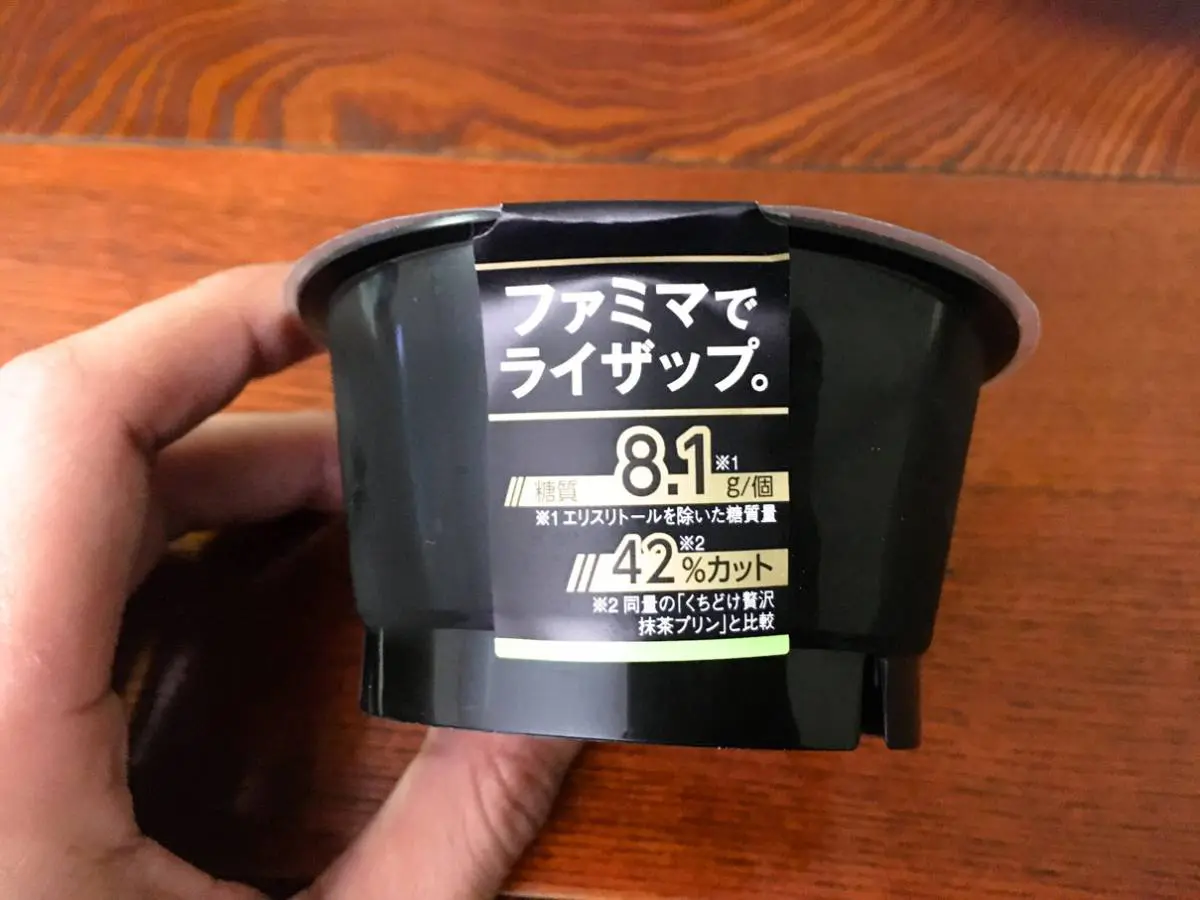 ファミマで
ライザップ。
糖質 8.1※1 g/個
※1エリスリトールを除いた糖質量
42※2 %カット
※2 同量の「くちどけ贅沢
抹茶プリン」と比較